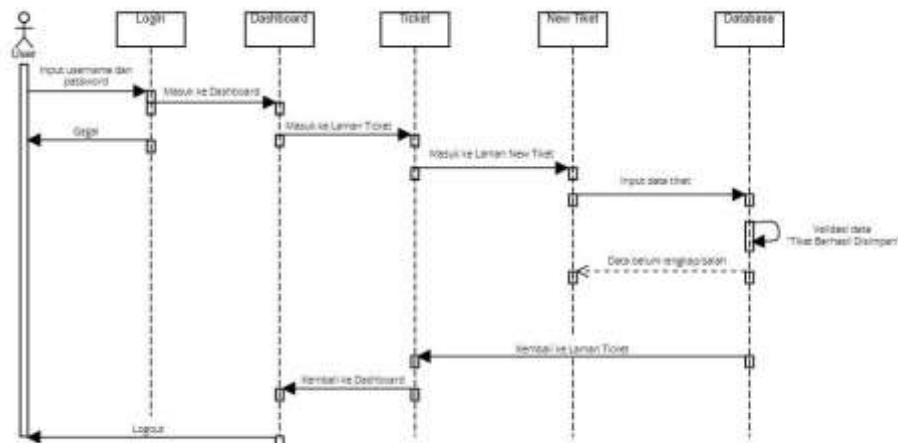 Login
Dashboard
Ticket
New Tiket
Database
User
Input username dan
password
Masuk ke Dashboard
Masuk ke Laman Ticket
Gagal
Masuk ke Laman New Tiket
Input data tiket
Validasi data
"Tiket Berhasil Disimpan"
Data belum lengkap/salah
Kembali ke Laman Ticket
Kembali ke Dashboard
Logout